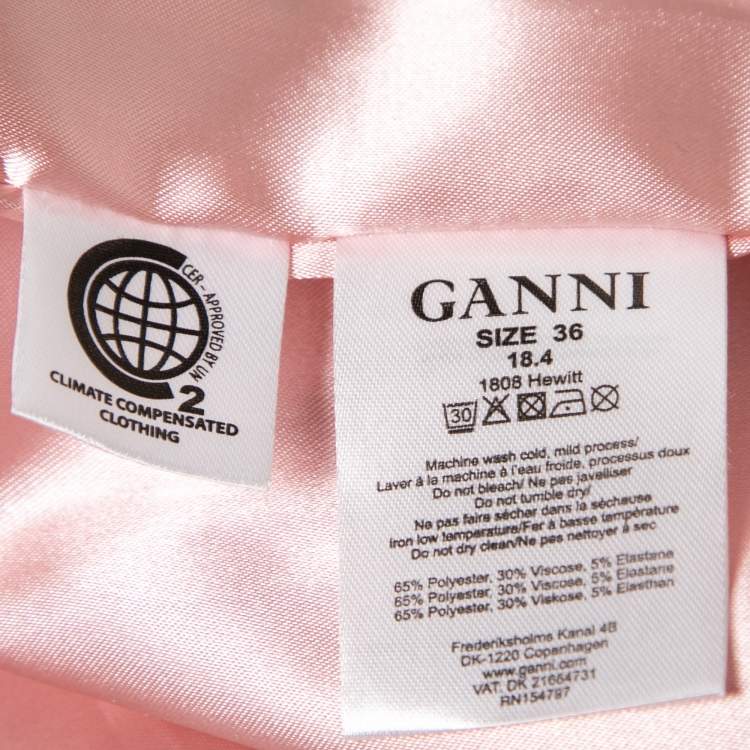 CER - APPROVED BY UN
2
CLIMATE COMPENSATED
CLOTHING
GANNI
SIZE 36
18.4
1808 Hewitt
30
Machine wash cold, mild process/
Laver à la machine à l'eau froide, processus doux
Do not bleach/ Ne pas javelliser
Do not tumble dry/
Ne pas faire sécher dans la sécheuse
Iron low temperature/Fer à basse température
Do not dry clean/Ne pas nettoyer à sec
65% Polyester, 30% Viscose, 5% Elastane
65% Polyester, 30% Viscose, 5% Elastane
65% Polyester, 30% Viskose, 5% Elasthan
Frederiksholms Kanal 4B
DK-1220 Copenhagen
www.ganni.com
VAT. DK 21664731
RN154797